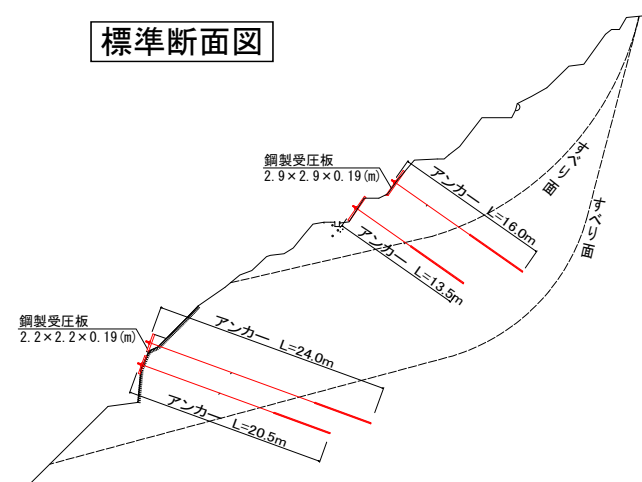 標準断面図
すべり面
すべり面
鋼製受圧板
2.9×2.9×0.19(m)
アンカー L=16.0m
アンカー L=13.5m
鋼製受圧板
2.2×2.2×0.19(m)
アンカー L=24.0m
アンカー L=20.5m